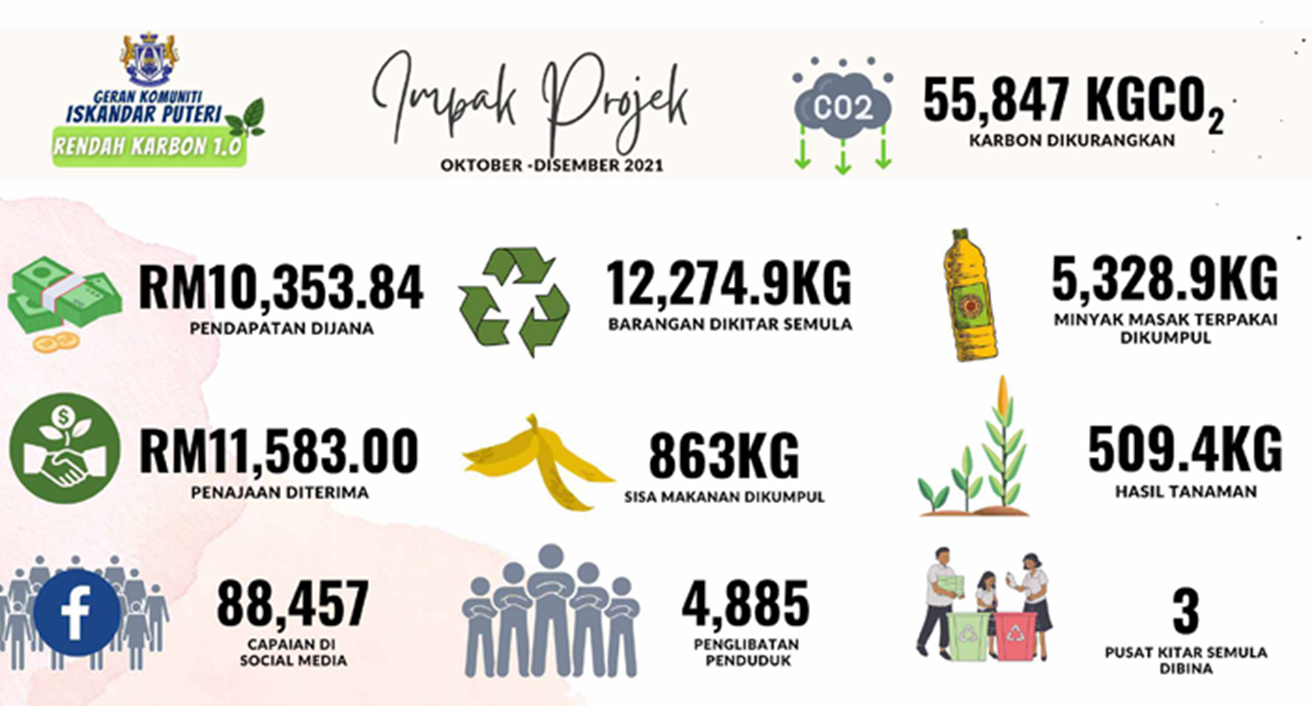 GERAN KOMUNITI
ISKANDAR PUTERI
RENDAH KARBON 1.0
Impak Projek
OKTOBER -DISEMBER 2021
CO2
55,847 KGCO₂
KARBON DIKURANGKAN
RM10,353.84
PENDAPATAN DIJANA
12,274.9KG
BARANGAN DIKITAR SEMULA
5,328.9KG
MINYAK MASAK TERPAKAI
DIKUMPUL
RM11,583.00
PENAJAAN DITERIMA
863KG
SISA MAKANAN DIKUMPUL
509.4KG
HASIL TANAMAN
f
88,457
CAPAIAN DI
SOCIAL MEDIA
4,885
PENGLIBATAN
PENDUDUK
3
PUSAT KITAR SEMULA
DIBINA